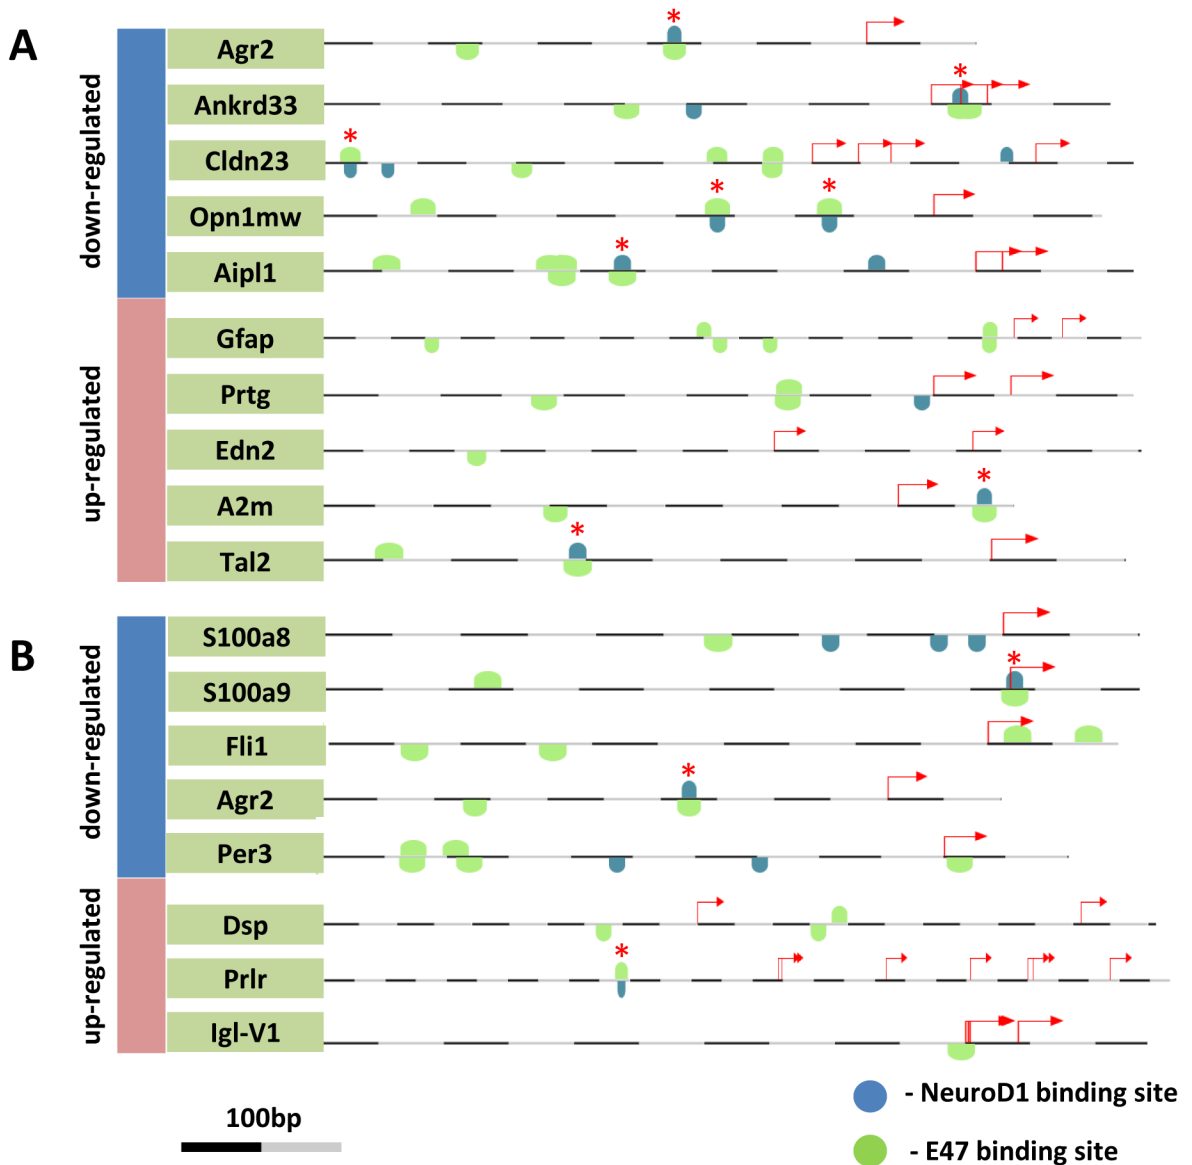 A
down-regulated
Agr2
*
Ankrd33
*
Cldn23
*
Opn1mw
* *
Aipl1
*
up-regulated
Gfap
Prtg
Edn2
A2m
*
Tal2
*
B
down-regulated
S100a8
S100a9
*
Fli1
Agr2
*
Per3
up-regulated
Dsp
Prlr
*
Igl-V1
100bp
- NeuroD1 binding site
- E47 binding site